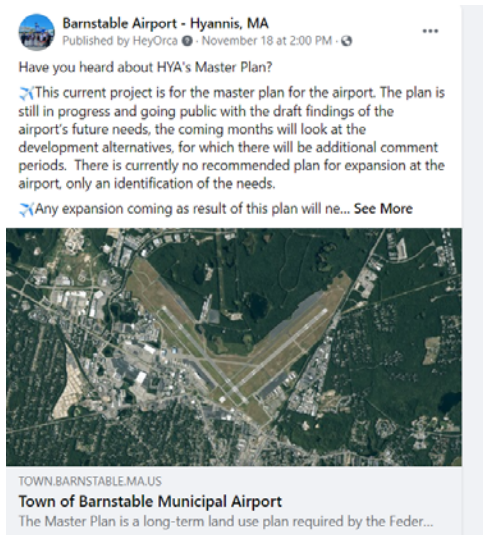 Barnstable Airport - Hyannis, MA
Published by HeyOrca · November 18 at 2:00 PM ·
Have you heard about HYA's Master Plan?
✈️This current project is for the master plan for the airport. The plan is
still in progress and going public with the draft findings of the
airport's future needs, the coming months will look at the
development alternatives, for which there will be additional comment
periods. There is currently no recommended plan for expansion at the
airport, only an identification of the needs.
✈️Any expansion coming as result of this plan will ne... See More
TOWN.BARNSTABLE.MA.US
Town of Barnstable Municipal Airport
The Master Plan is a long-term land use plan required by the Feder...